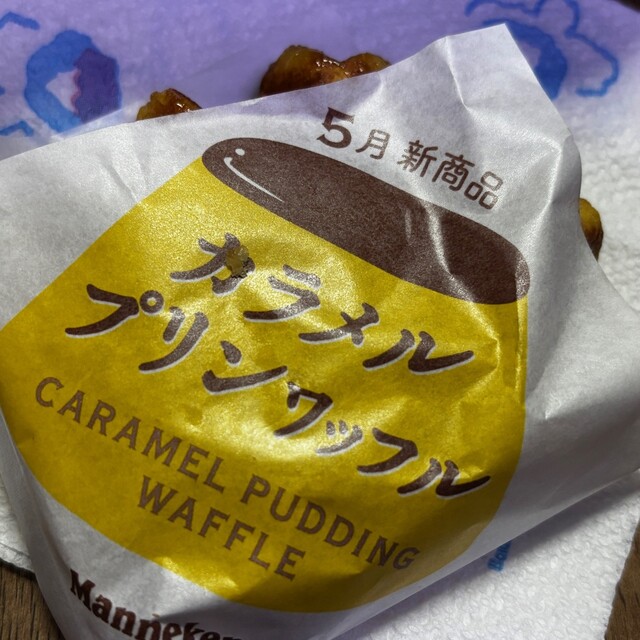 5月 新商品
カラメル
プリンワッフル
CARAMEL PUDDING
WAFFLE
Manneken